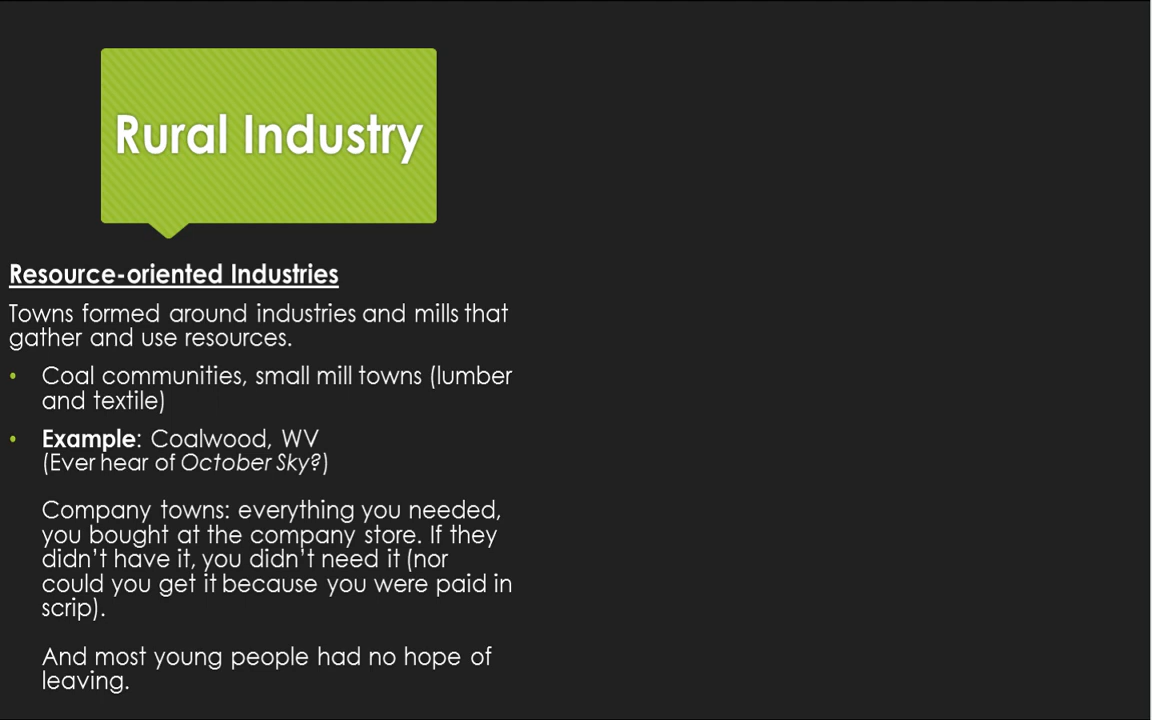 Rural Industry
Resource-oriented Industries
Towns formed around industries and mills that
gather and use resources.
• Coal communities, small mill towns (lumber
and textile)
• Example: Coalwood, WV
(Ever hear of October Sky?)
Company towns: everything you needed,
you bought at the company store. If they
didn't have it, you didn't need it (nor
could you get it because you were paid in
scrip).
And most young people had no hope of
leaving.